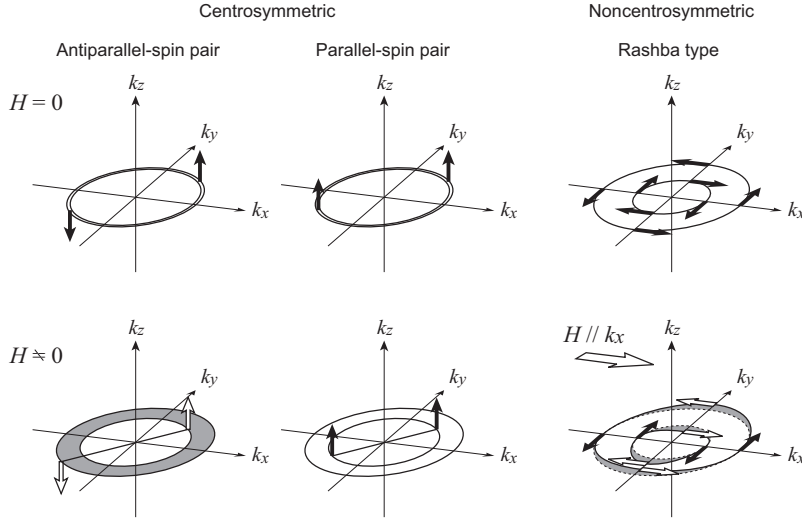 Centrosymmetric Noncentrosymmetric
Antiparallel-spin pair Parallel-spin pair Rashba type
H = 0
kz kz kz
ky ky ky
kx kx kx
H ≒ 0
H // kx
kz kz kz
ky ky ky
kx kx kx